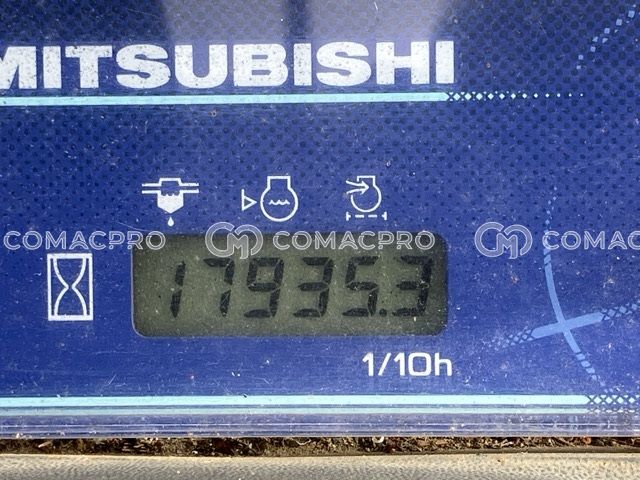 MITSUBISHI
COMACPRO COMACPRO COMACPRO
17935.3
1/10h